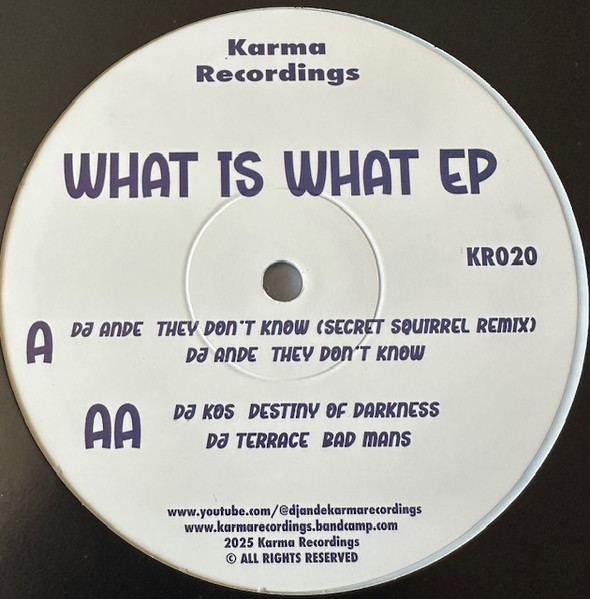 Karma
Recordings
WHAT IS WHAT EP
KR020
A
DJ ANDE THEY DON'T KNOW (SECRET SQUIRREL REMIX)
DJ ANDE THEY DON'T KNOW
AA
DJ KOS DESTINY OF DARKNESS
DJ TERRACE BAD MANS
www.youtube.com/@djandekarmarecordings
www.karmarecordings.bandcamp.com
2025 Karma Recordings
© ALL RIGHTS RESERVED